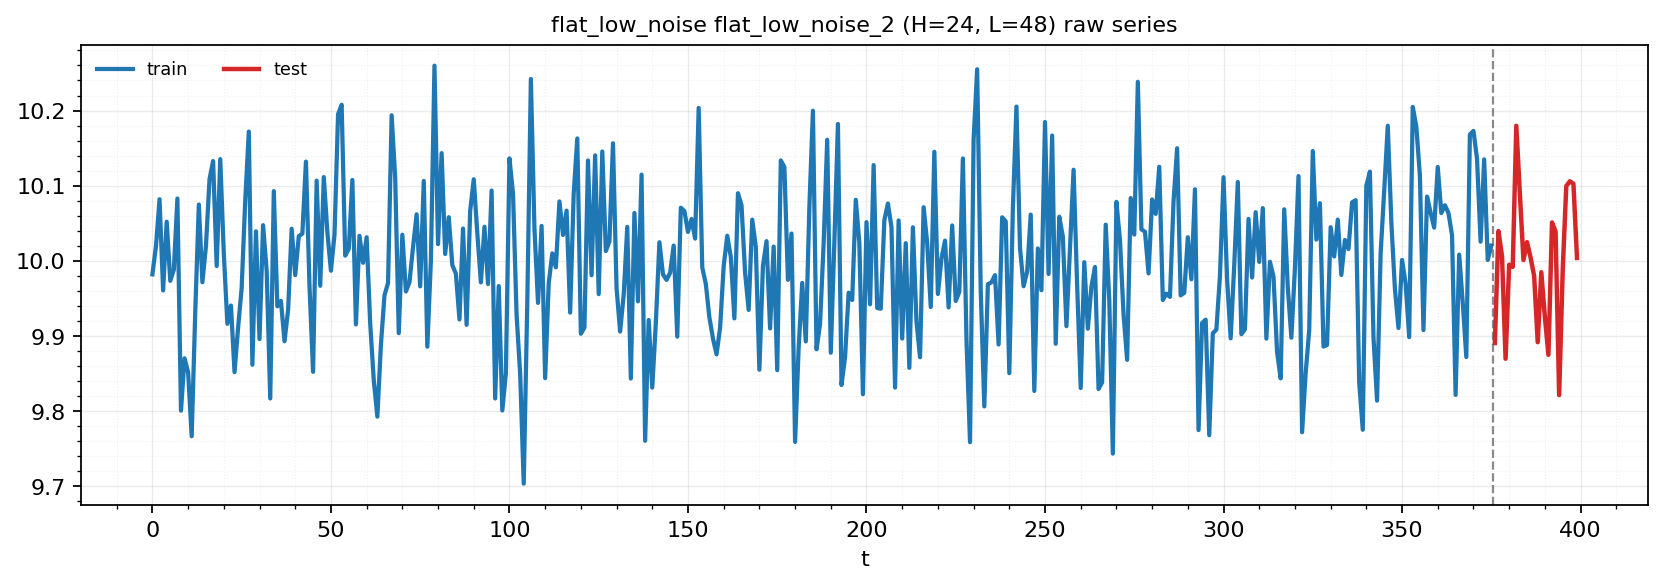 flat_low_noise flat_low_noise_2 (H=24, L=48) raw series
train test
10.2
10.1
10.0
9.9
9.8
9.7
0 50 100 150 200 250 300 350 400
t